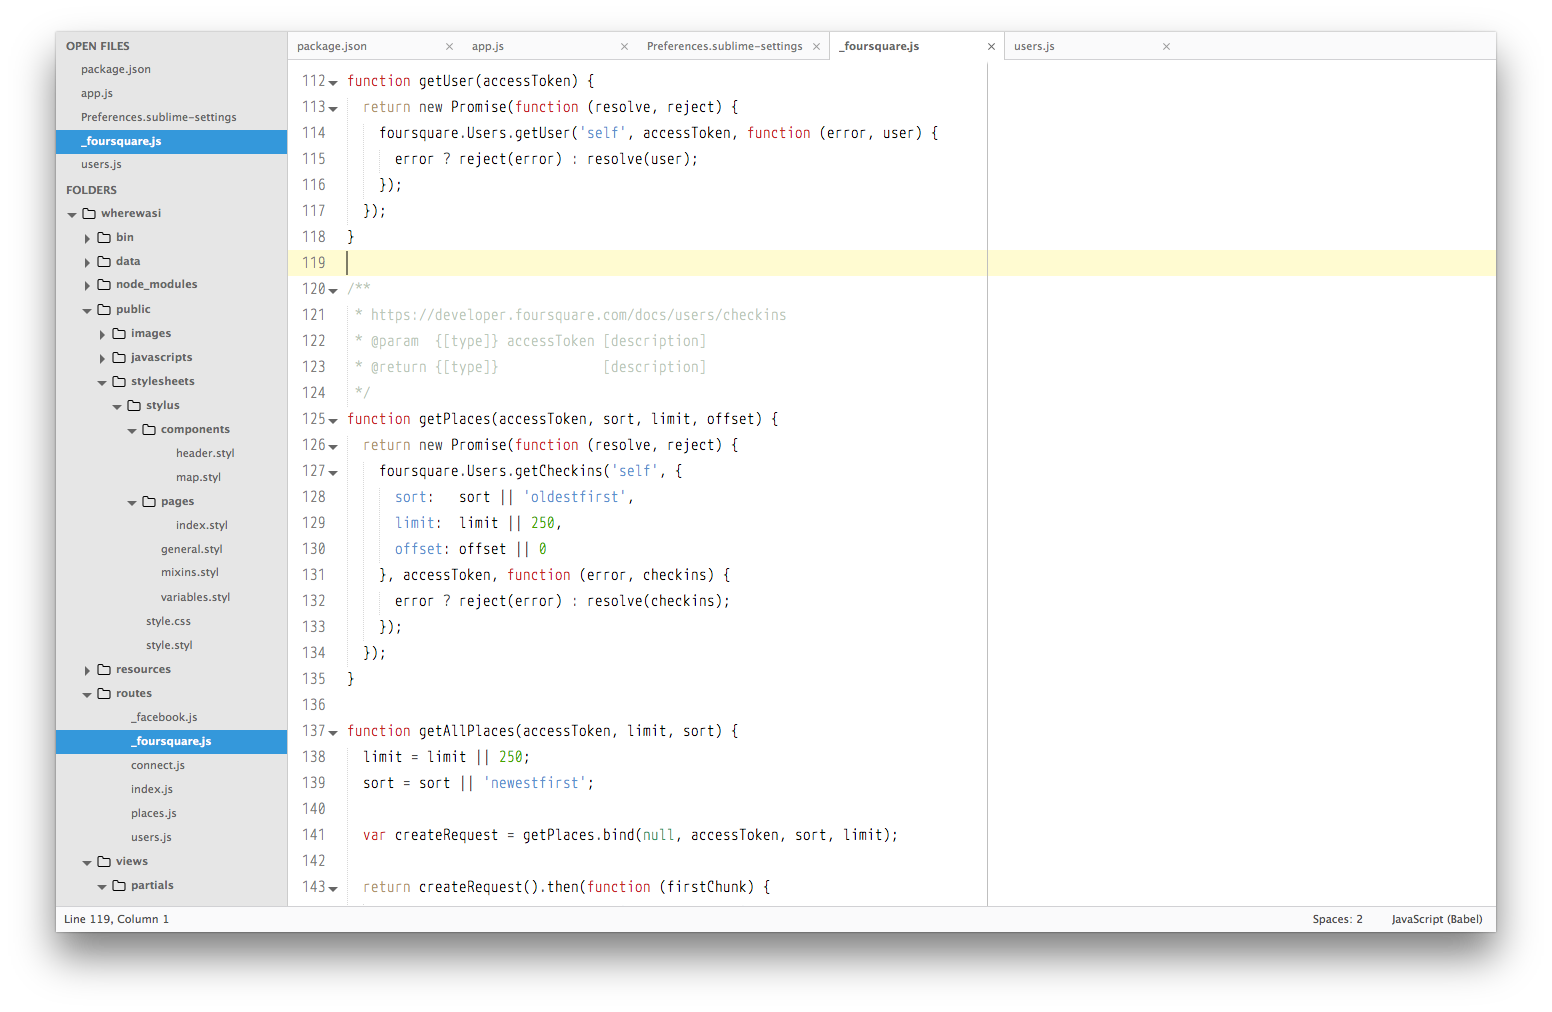 OPEN FILES
package.json
app.js
Preferences.sublime-settings
_foursquare.js
users.js
FOLDERS
wherewasi
bin
data
node_modules
public
images
javascripts
stylesheets
stylus
components
header.styl
map.styl
pages
index.styl
general.styl
mixins.styl
variables.styl
style.css
style.styl
resources
routes
_facebook.js
_foursquare.js
connect.js
index.js
places.js
users.js
views
partials
package.json × app.js × Preferences.sublime-settings × _foursquare.js × users.js ×
112 function getUser(accessToken) {
113   return new Promise(function (resolve, reject) {
114     foursquare.Users.getUser('self', accessToken, function (error, user) {
115       error ? reject(error) : resolve(user);
116     });
117   });
118 }
119
120 /**
121  * https://developer.foursquare.com/docs/users/checkins
122  * @param  {[type]} accessToken [description]
123  * @return {[type]}             [description]
124  */
125 function getPlaces(accessToken, sort, limit, offset) {
126   return new Promise(function (resolve, reject) {
127     foursquare.Users.getCheckins('self', {
128       sort:   sort || 'oldestfirst',
129       limit:  limit || 250,
130       offset: offset || 0
131     }, accessToken, function (error, checkins) {
132       error ? reject(error) : resolve(checkins);
133     });
134   });
135 }
136
137 function getAllPlaces(accessToken, limit, sort) {
138   limit = limit || 250;
139   sort = sort || 'newestfirst';
140
141   var createRequest = getPlaces.bind(null, accessToken, sort, limit);
142
143   return createRequest().then(function (firstChunk) {
Line 119, Column 1
Spaces: 2 JavaScript (Babel)